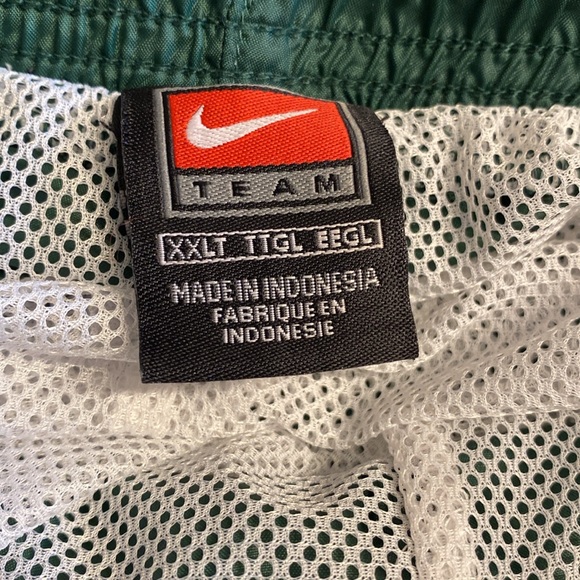 TEAM
XXLT TTGL EEGL
MADE IN INDONESIA
FABRIQUE EN
INDONESIE